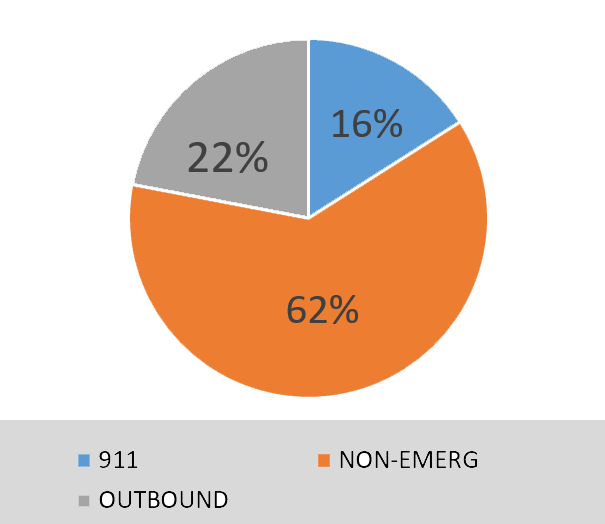 16%
22%
62%
911
NON-EMERG
OUTBOUND